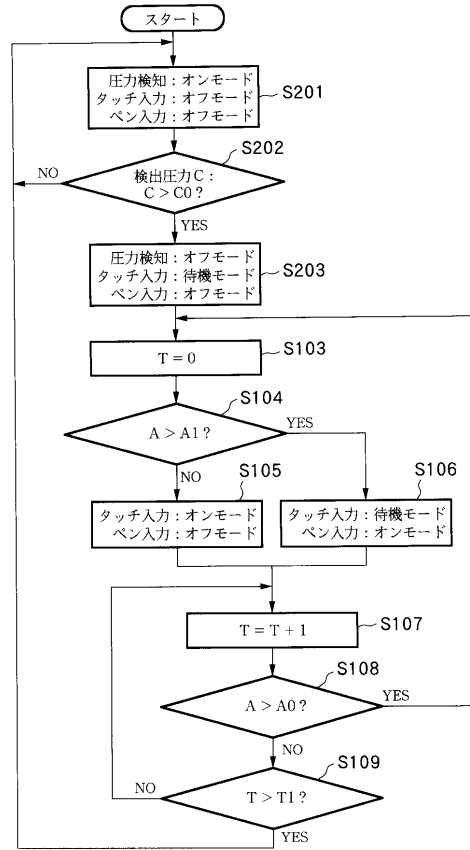 スタート
圧力検知：オンモード
タッチ入力：オフモード
ペン入力：オフモード
S201
検出圧力C：
C＞C0？
S202
NO
YES
圧力検知：オフモード
タッチ入力：待機モード
ペン入力：オフモード
S203
T＝0
S103
A＞A1？
S104
YES
NO
タッチ入力：オンモード
ペン入力：オフモード
S105
タッチ入力：待機モード
ペン入力：オンモード
S106
T＝T＋1
S107
A＞A0？
S108
YES
NO
T＞T1？
S109
NO
YES